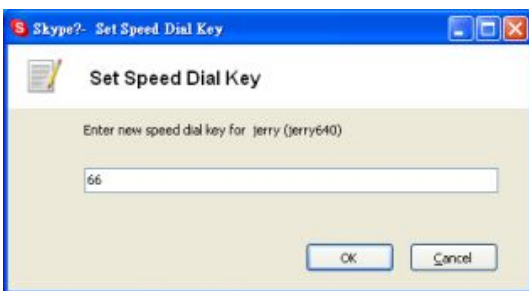 S Skype?- Set Speed Dial Key
Set Speed Dial Key
Enter new speed dial key for jerry (jerry640)
66
OK Cancel